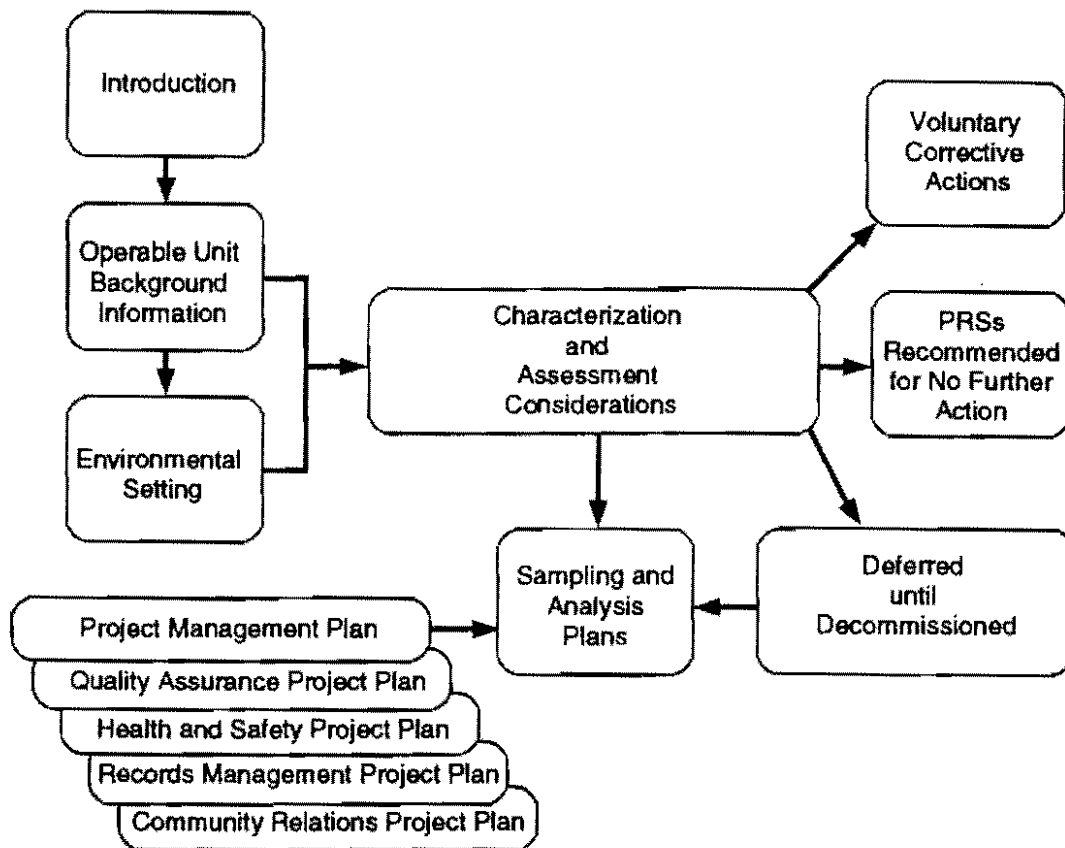 Introduction
Operable Unit
Background
Information
Environmental
Setting
Characterization
and
Assessment
Considerations
Voluntary
Corrective
Actions
PRSs
Recommended
for No Further
Action
Deferred
until
Decommissioned
Sampling and
Analysis
Plans
Project Management Plan
Quality Assurance Project Plan
Health and Safety Project Plan
Records Management Project Plan
Community Relations Project Plan